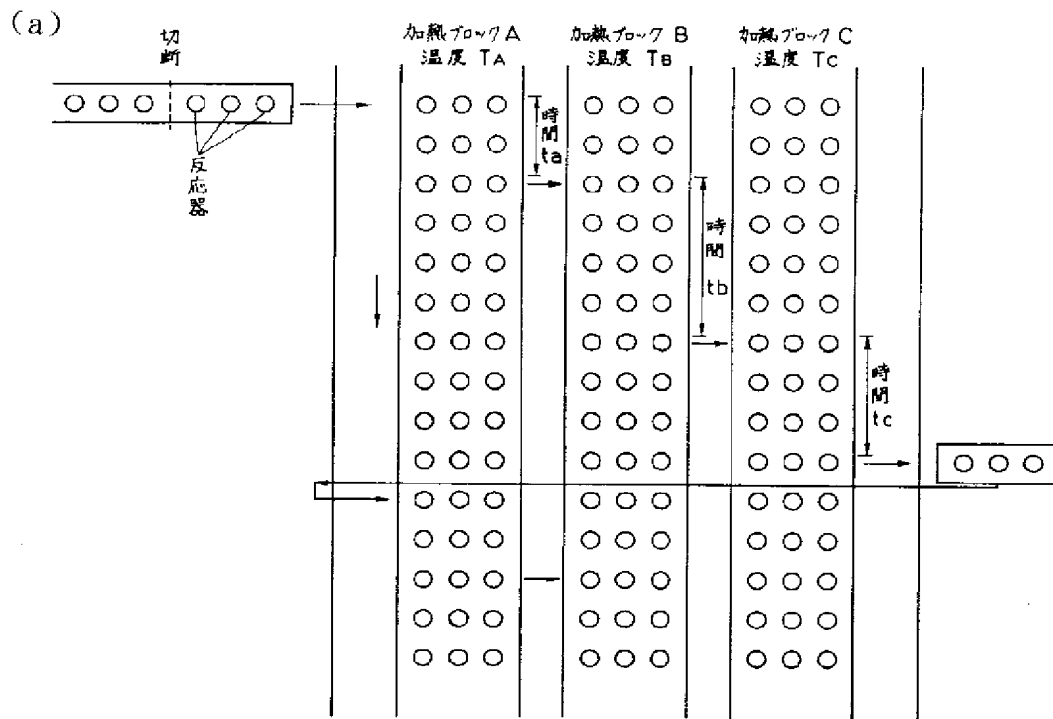 (a)
切断
反応器
加熱ブロックA
温度 TA
加熱ブロック B
温度 TB
加熱ブロック C
温度 Tc
時間 ta
時間 tb
時間 tc